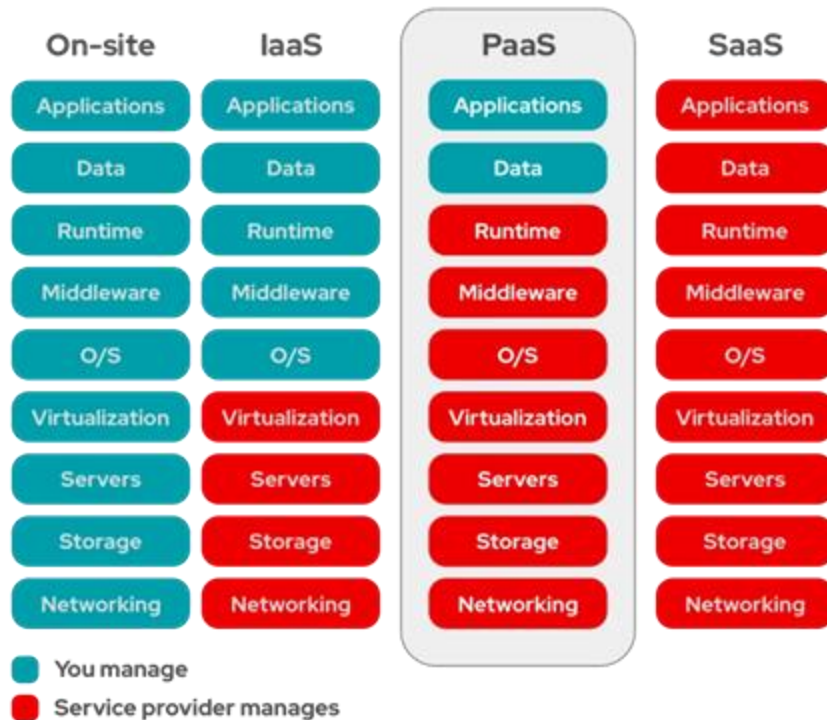 On-site IaaS PaaS SaaS
Applications Applications Applications Applications
Data Data Data Data
Runtime Runtime Runtime Runtime
Middleware Middleware Middleware Middleware
O/S O/S O/S O/S
Virtualization Virtualization Virtualization Virtualization
Servers Servers Servers Servers
Storage Storage Storage Storage
Networking Networking Networking Networking
You manage
Service provider manages